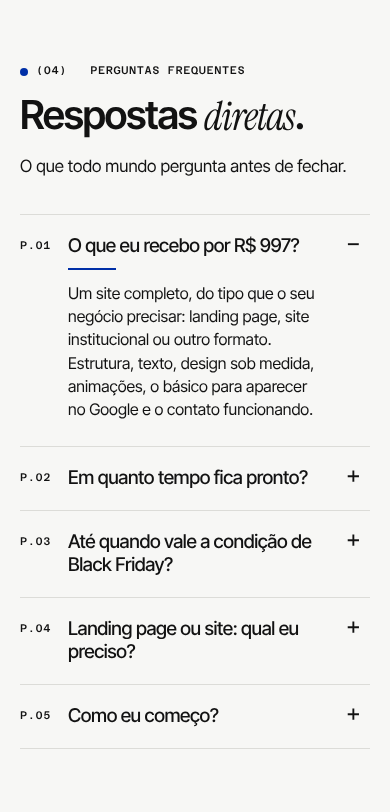 (04) PERGUNTAS FREQUENTES
Respostas diretas.
O que todo mundo pergunta antes de fechar.
P.01 O que eu recebo por R$ 997? −
Um site completo, do tipo que o seu
negócio precisar: landing page, site
institucional ou outro formato.
Estrutura, texto, design sob medida,
animações, o básico para aparecer
no Google e o contato funcionando.
P.02 Em quanto tempo fica pronto? +
P.03 Até quando vale a condição de +
Black Friday?
P.04 Landing page ou site: qual eu +
preciso?
P.05 Como eu começo? +